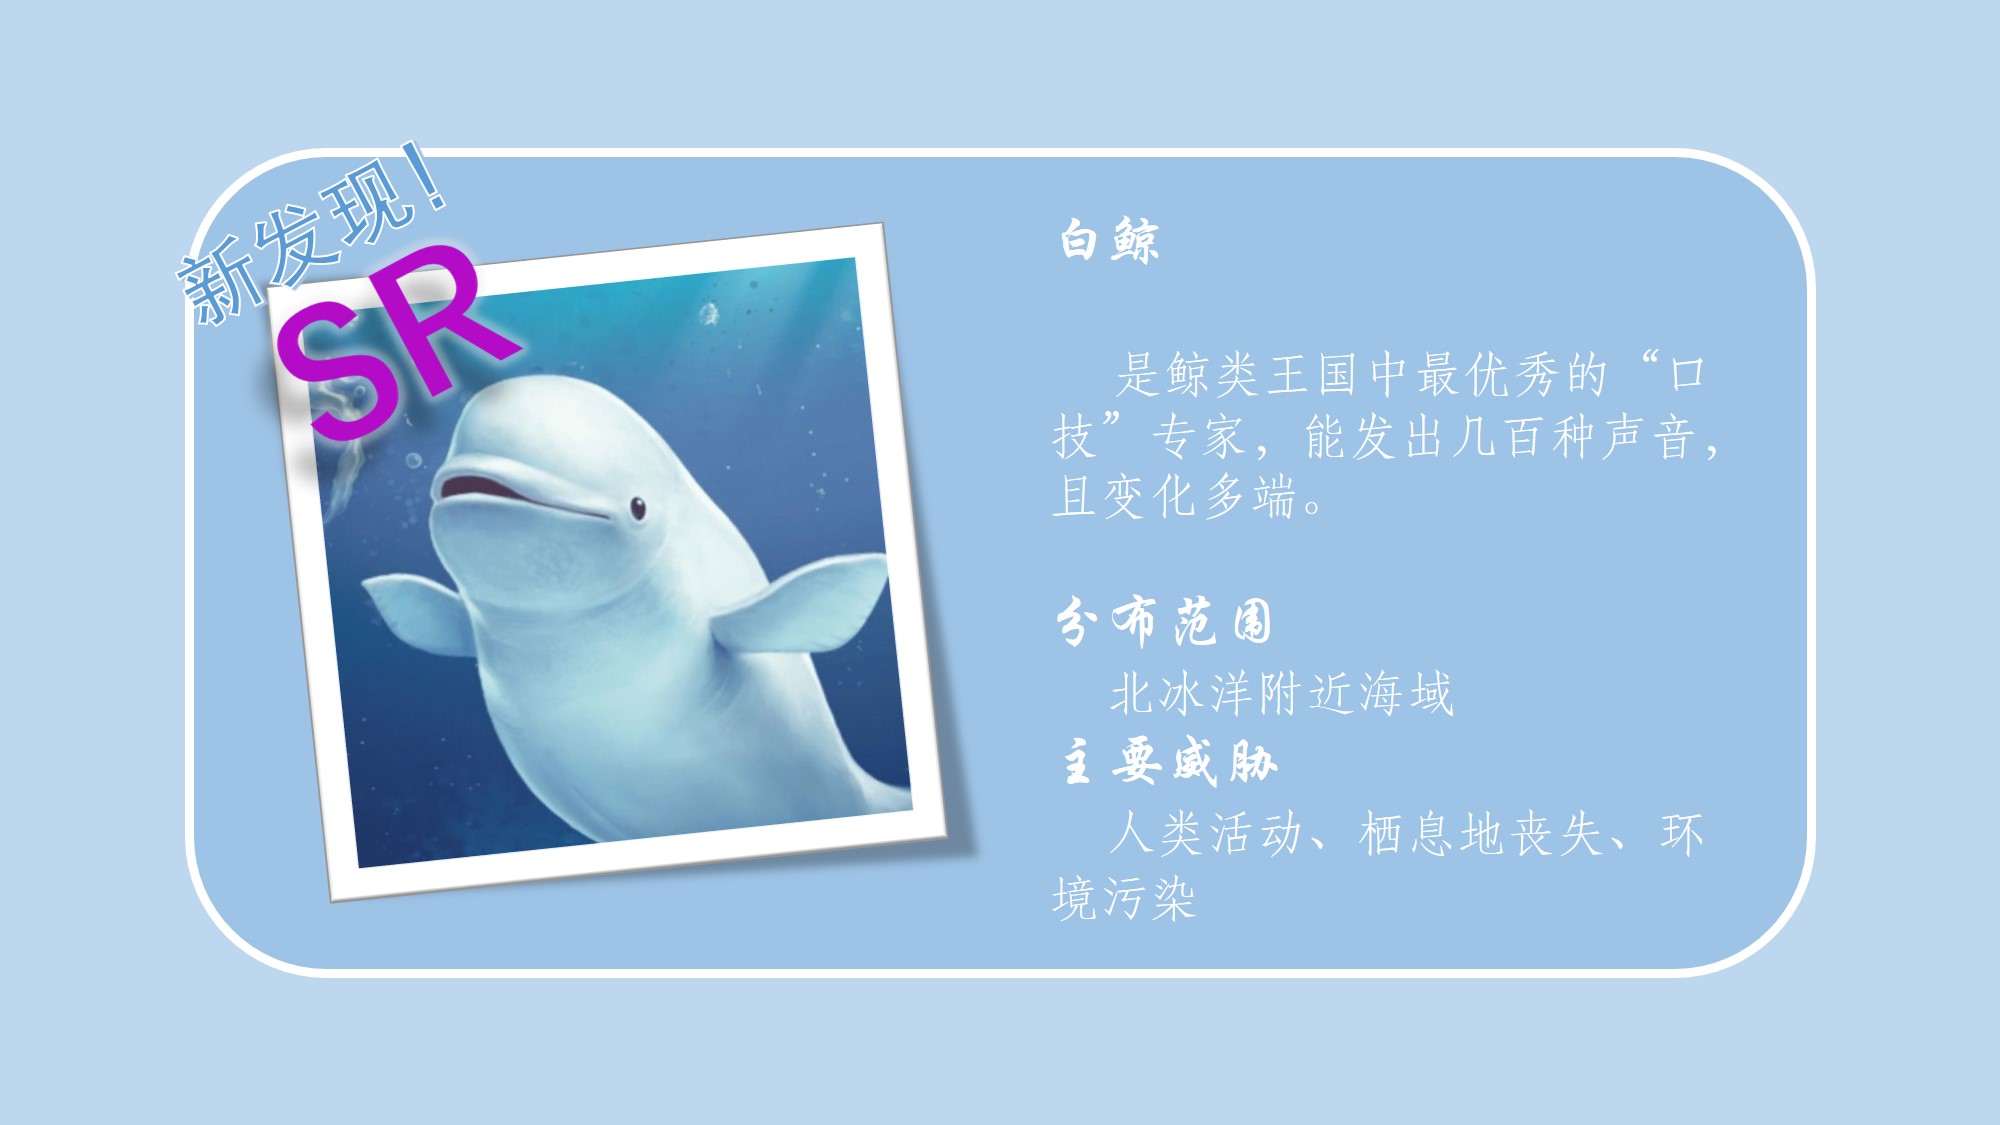 新发现！
SR
白鲸
是鲸类王国中最优秀的“口
技”专家，能发出几百种声音，
且变化多端。
分布范围
北冰洋附近海域
主要威胁
人类活动、栖息地丧失、环
境污染